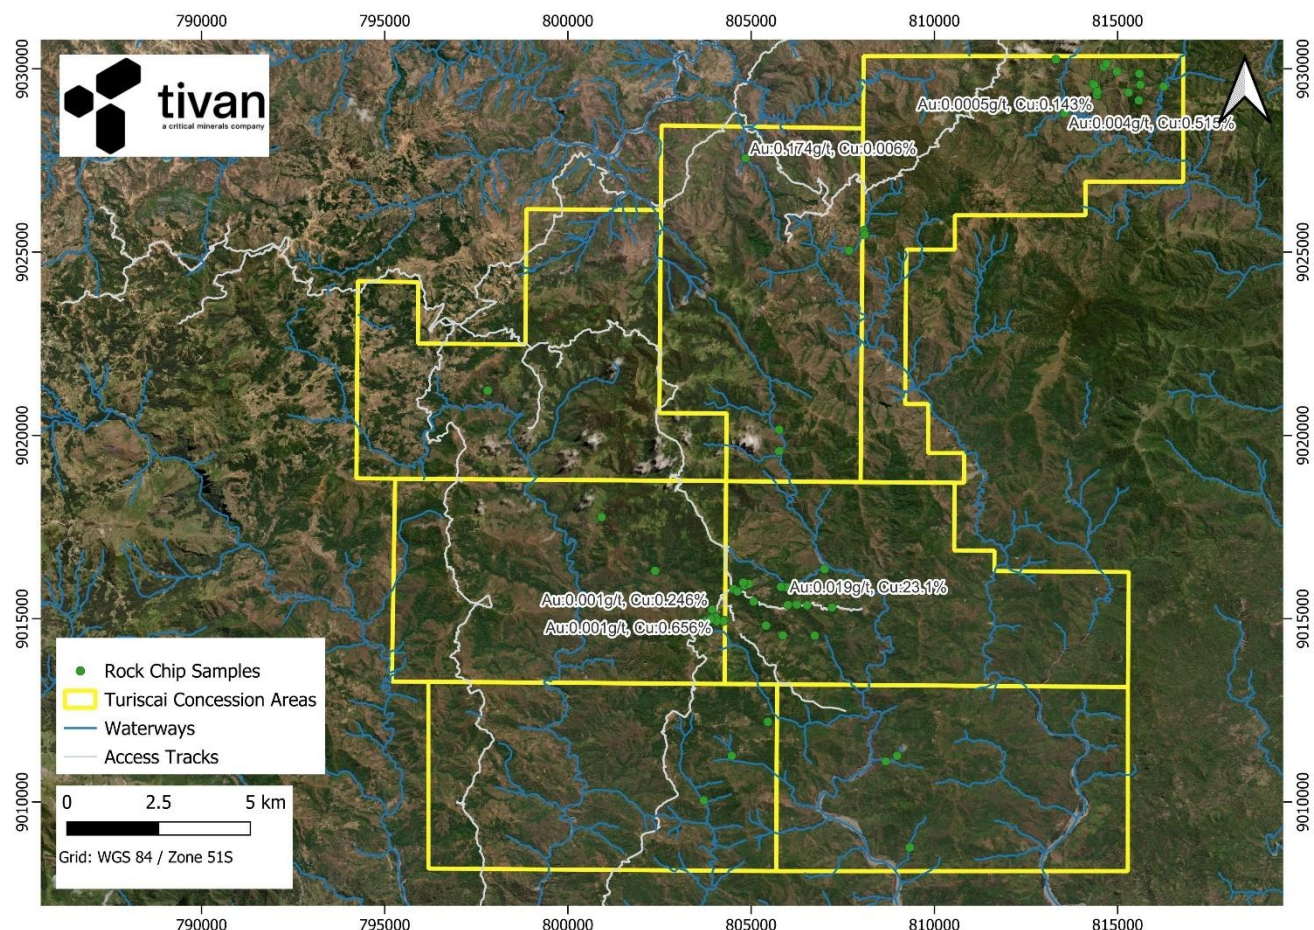 790000 795000 800000 805000 810000 815000
9030000 9030000
tivan
a critical minerals company
Au:0.0005g/t, Cu:0.143%
Au:0.004g/t, Cu:0.515%
Au:0.174g/t, Cu:0.006%
9025000 9025000
9020000 9020000
Au:0.019g/t, Cu:23.1%
Au:0.001g/t, Cu:0.246%
Au:0.001g/t, Cu:0.656%
9015000 9015000
Rock Chip Samples
Turiscai Concession Areas
Waterways
Access Tracks
0 2.5 5 km
Grid: WGS 84 / Zone 51S
9010000 9010000
790000 795000 800000 805000 810000 815000